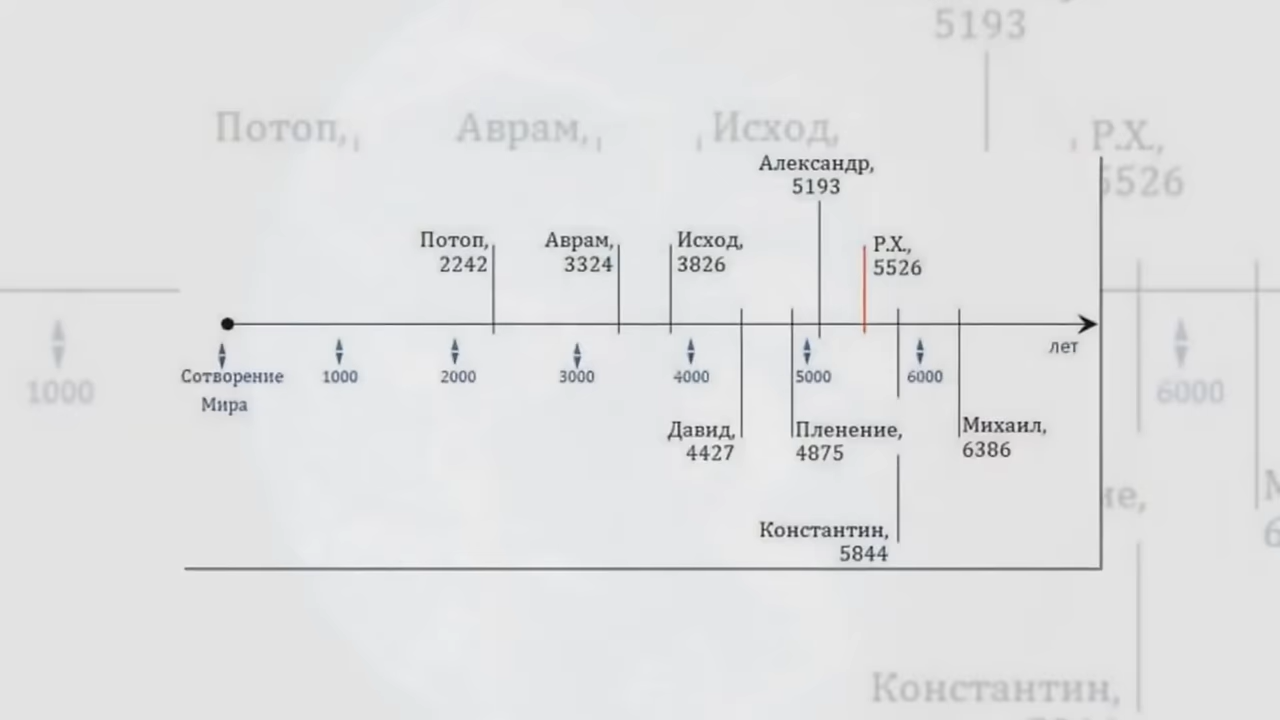 5193
Потоп,
Аврам,
Исход,
Р.Х.,
5526
Александр,
5193
Потоп,
2242
Аврам,
3324
Исход,
3826
Р.Х.,
5526
лет
Сотворение
Мира
1000
2000
3000
4000
5000
6000
1000
6000
Давид,
4427
Пленение,
4875
Михаил,
6386
Константин,
5844
Константин,